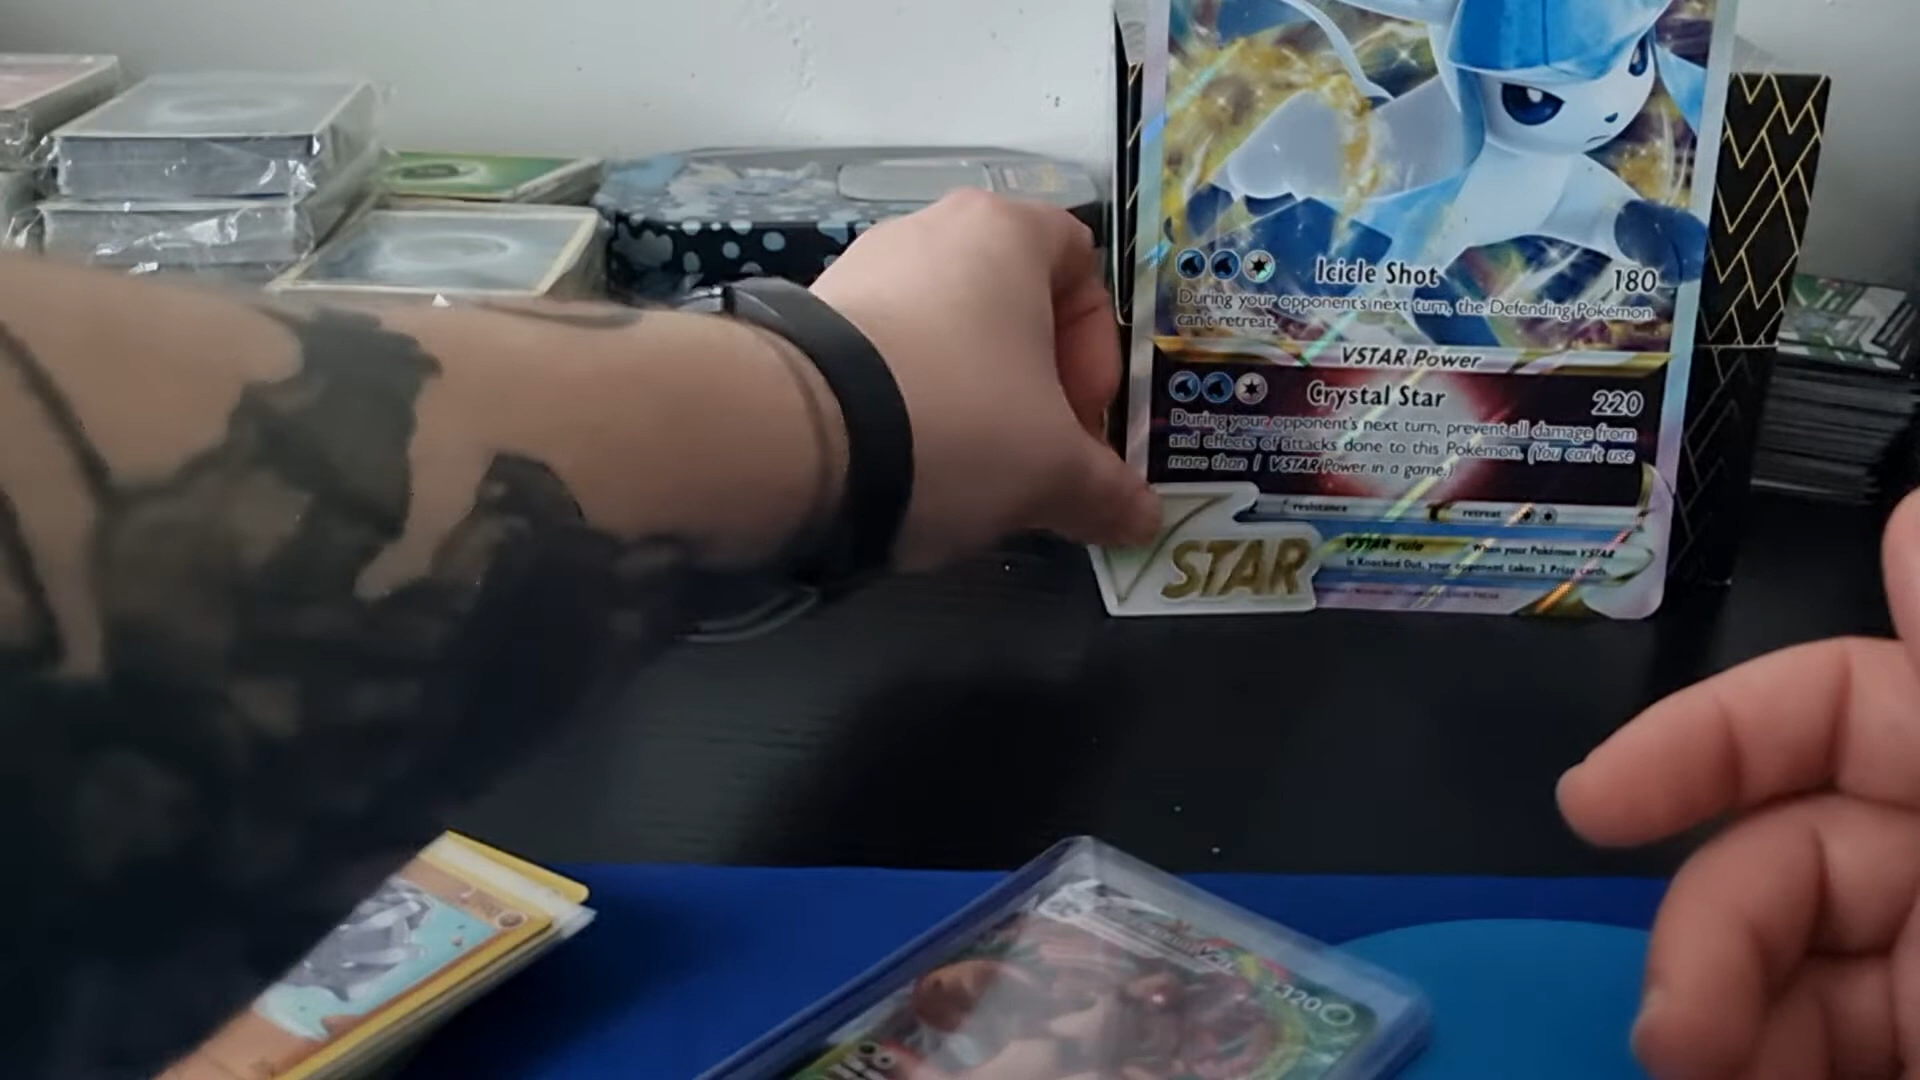 Icicle Shot 180
During your opponent's next turn, the Defending Pokémon
can't retreat.
VSTAR Power
Crystal Star 220
During your opponent's next turn, prevent all damage from
and effects of attacks done to this Pokémon. (You can't use
more than 1 VSTAR Power in a game.)
resistance retreat
VSTAR rule When your Pokémon VSTAR
is Knocked Out, your opponent takes 2 Prize cards.
VSTAR
320